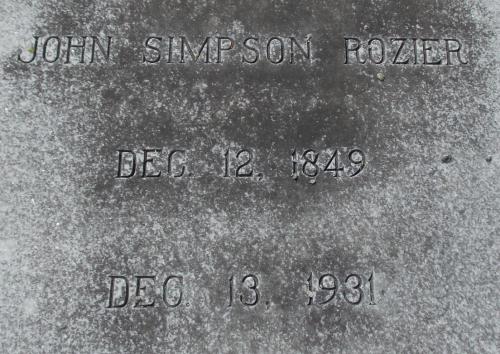 JOHN SIMPSON ROZIER
DEC. 12, 1849
DEC. 13, 1931